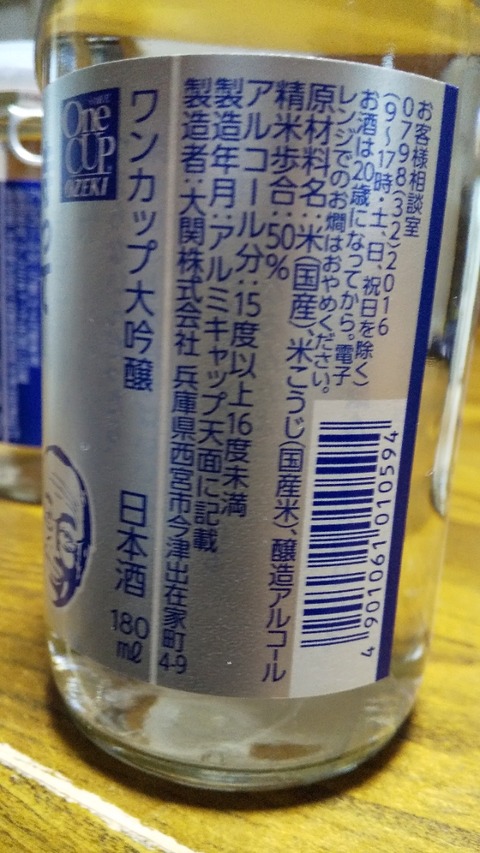 お客様相談室
0798(32)2016
(9〜17時・土、日、祝日を除く)
お酒は20歳になってから。電子
レンジでのお燗はおやめください。
原材料名：米(国産)、米こうじ(国産米)、醸造アルコール
精米歩合：50%
アルコール分：15度以上16度未満
製造年月：アルミキャップ天面に記載
製造者：大関株式会社 兵庫県西宮市今津出在家町4-9
ワンカップ大吟醸 日本酒 180ml
One
CUP
OZEKI
4 901061 010594